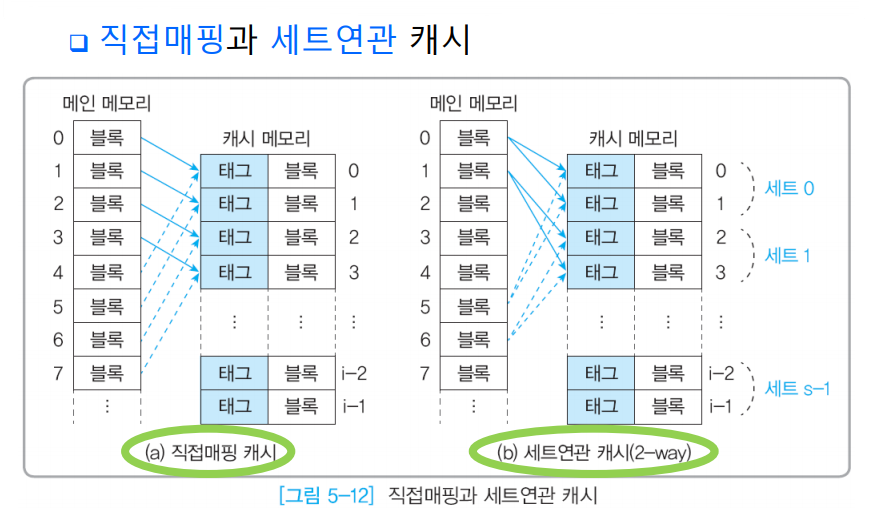 ❑ 직접매핑과 세트연관 캐시
메인 메모리
캐시 메모리
0 블록
1 블록 태그 블록 0
2 블록 태그 블록 1
3 블록 태그 블록 2
4 블록 태그 블록 3
5 블록
6 블록 ⋮ ⋮ ⋮
7 블록 태그 블록 i-2
⋮ 태그 블록 i-1
(a) 직접매핑 캐시
메인 메모리
캐시 메모리
0 블록
1 블록 태그 블록 0
세트 0
2 블록 태그 블록 1
3 블록 태그 블록 2
세트 1
4 블록 태그 블록 3
5 블록
6 블록 ⋮ ⋮ ⋮
7 블록 태그 블록 i-2
세트 s-1
⋮ 태그 블록 i-1
(b) 세트연관 캐시(2-way)
[그림 5-12] 직접매핑과 세트연관 캐시